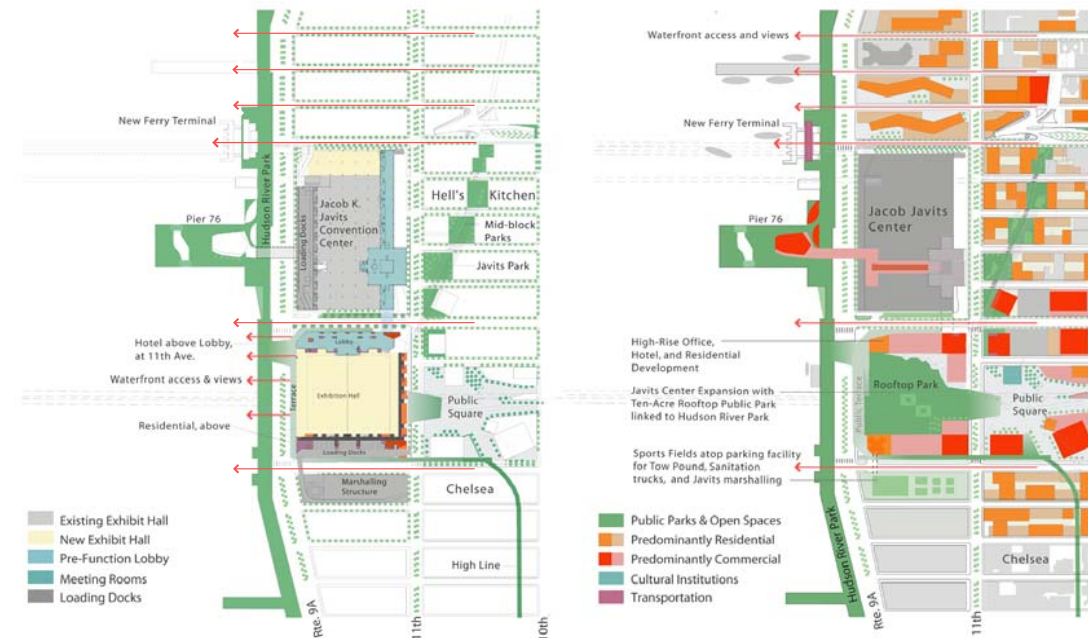 New Ferry Terminal
Hudson River Park
Pier 76
Jacob K.
Javits
Convention
Center
Loading Docks
Hell's Kitchen
Mid-block
Parks
Javits Park
Hotel above Lobby,
at 11th Ave.
Waterfront access & views
Residential, above
Lobby
Terrace
Exhibition Hall
Public
Square
Loading Docks
Marshalling
Structure
Chelsea
High Line
Existing Exhibit Hall
New Exhibit Hall
Pre-Function Lobby
Meeting Rooms
Loading Docks
Rte. 9A
11th
10th
Waterfront access and views
New Ferry Terminal
Pier 76
Jacob Javits
Center
High-Rise Office,
Hotel, and Residential
Development
Javits Center Expansion with
Ten-Acre Rooftop Public Park
linked to Hudson River Park
Sports Fields atop parking facility
for Tow Pound, Sanitation
trucks, and Javits marshalling
Public Terrace
Rooftop Park
Public
Square
Public Parks & Open Spaces
Predominantly Residential
Predominantly Commercial
Cultural Institutions
Transportation
Hudson River Park
Chelsea
Rte. 9A
11th